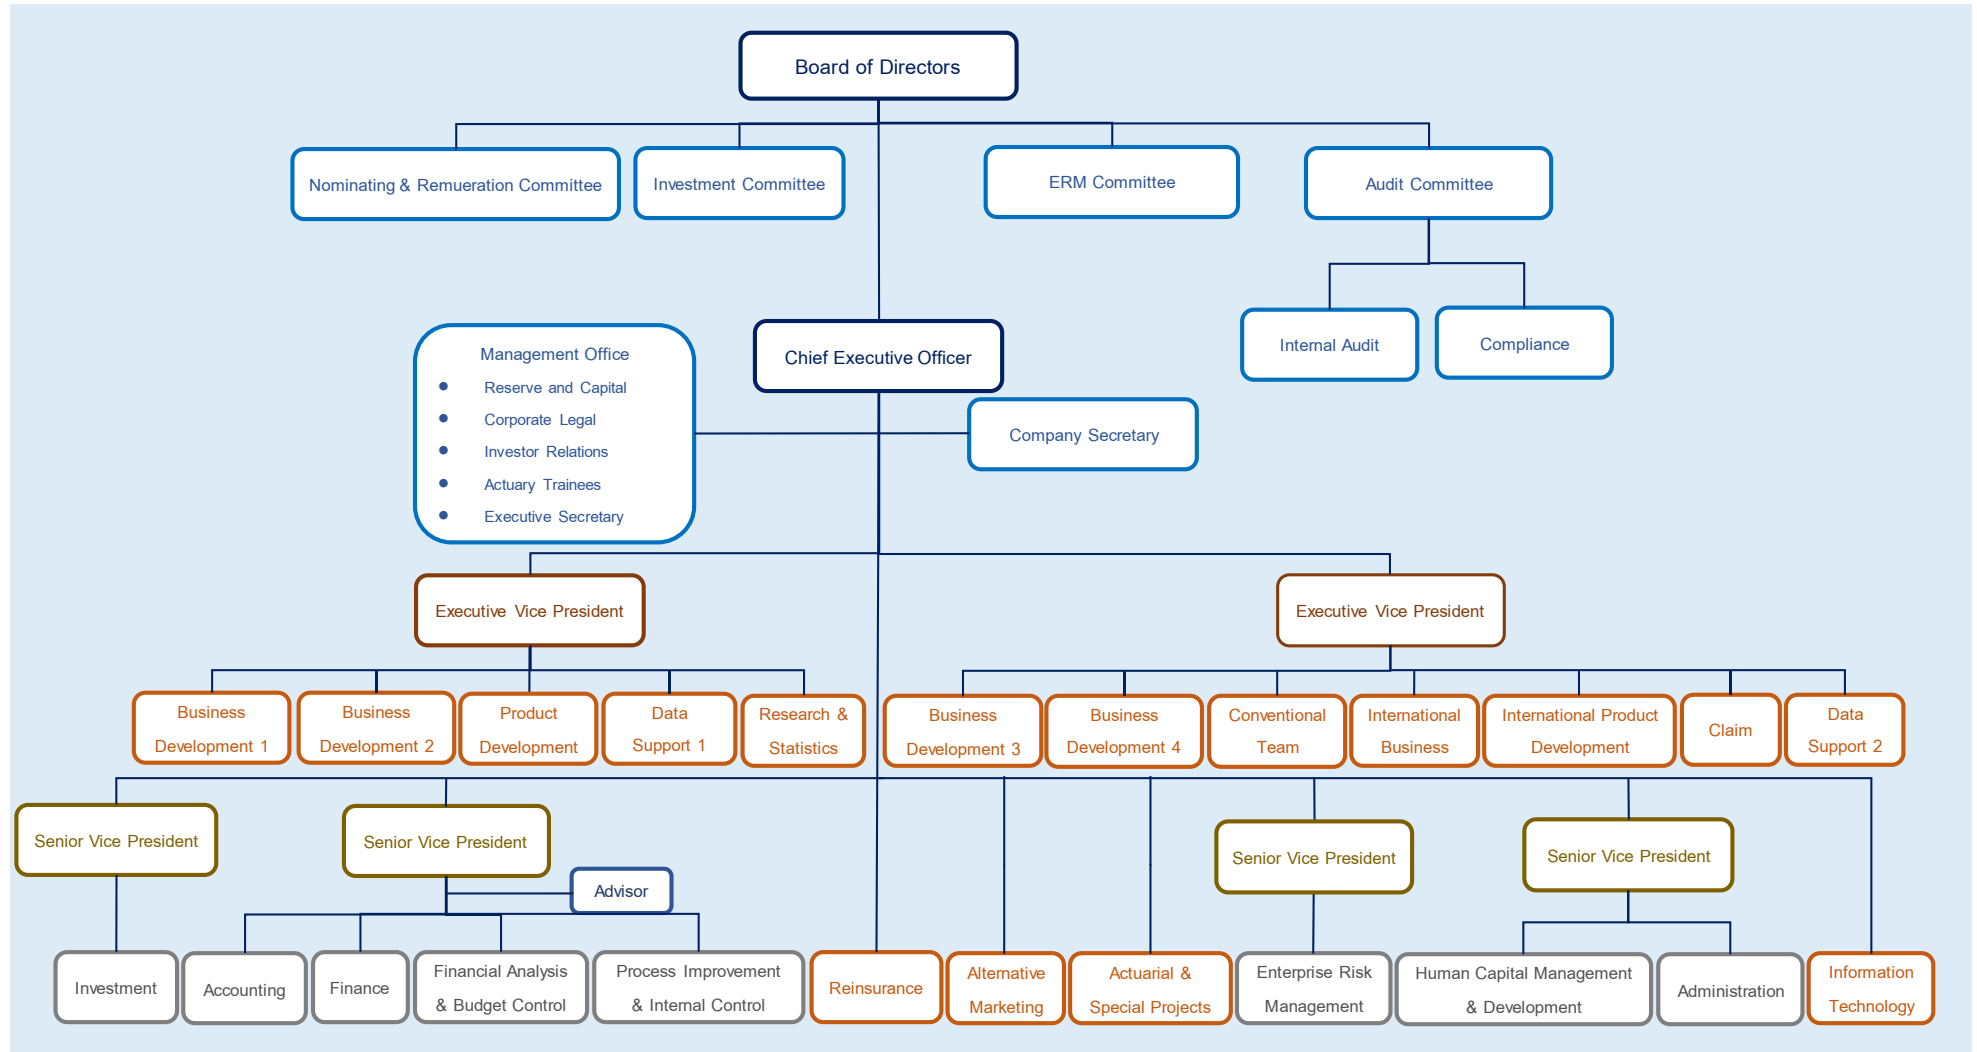 Board of Directors
Nominating & Remueration Committee
Investment Committee
ERM Committee
Audit Committee
Internal Audit
Compliance
Chief Executive Officer
Management Office
Reserve and Capital
Corporate Legal
Investor Relations
Actuary Trainees
Executive Secretary
Company Secretary
Executive Vice President
Executive Vice President
Business
Development 1
Business
Development 2
Product
Development
Data
Support 1
Research &
Statistics
Business
Development 3
Business
Development 4
Conventional
Team
International
Business
International Product
Development
Claim
Data
Support 2
Senior Vice President
Senior Vice President
Senior Vice President
Senior Vice President
Advisor
Investment
Accounting
Finance
Financial Analysis
& Budget Control
Process Improvement
& Internal Control
Reinsurance
Alternative
Marketing
Actuarial &
Special Projects
Enterprise Risk
Management
Human Capital Management
& Development
Administration
Information
Technology